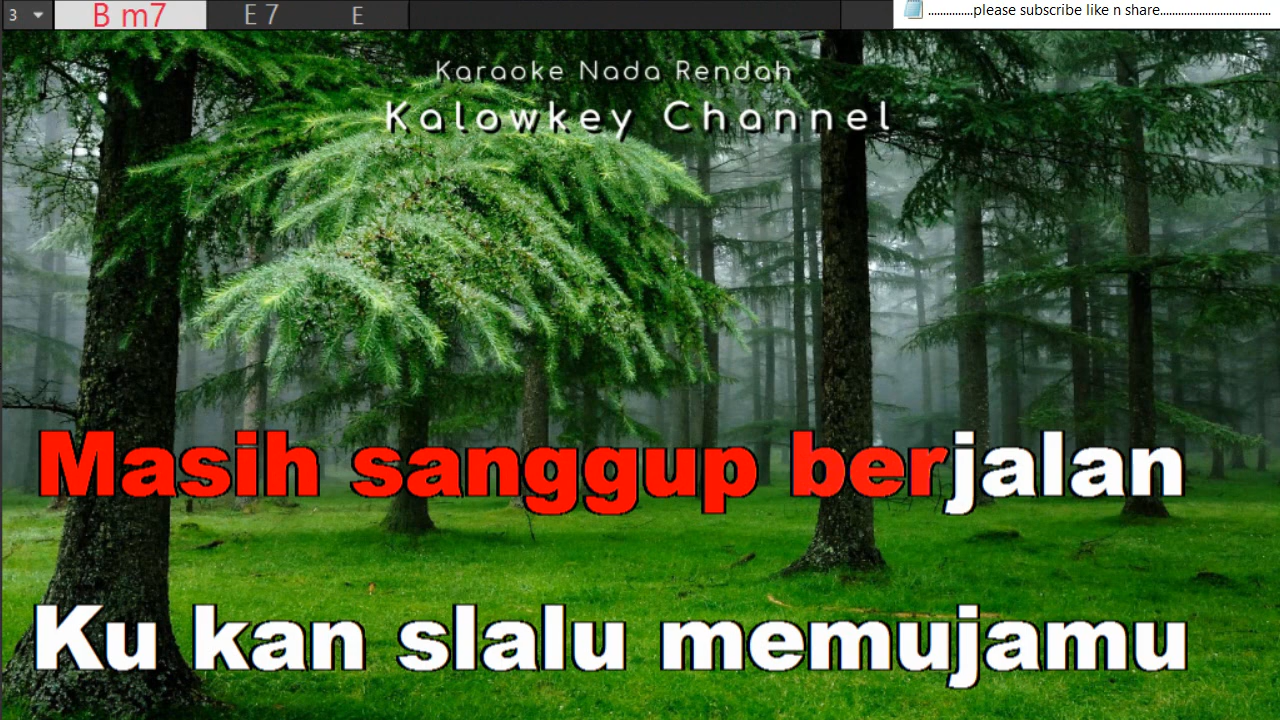 3 B m7 E 7 E
...............please subscribe like n share.....................................
Karaoke Nada Rendah
Kalowkey Channel
Masih sanggup berjalan
Ku kan slalu memujamu